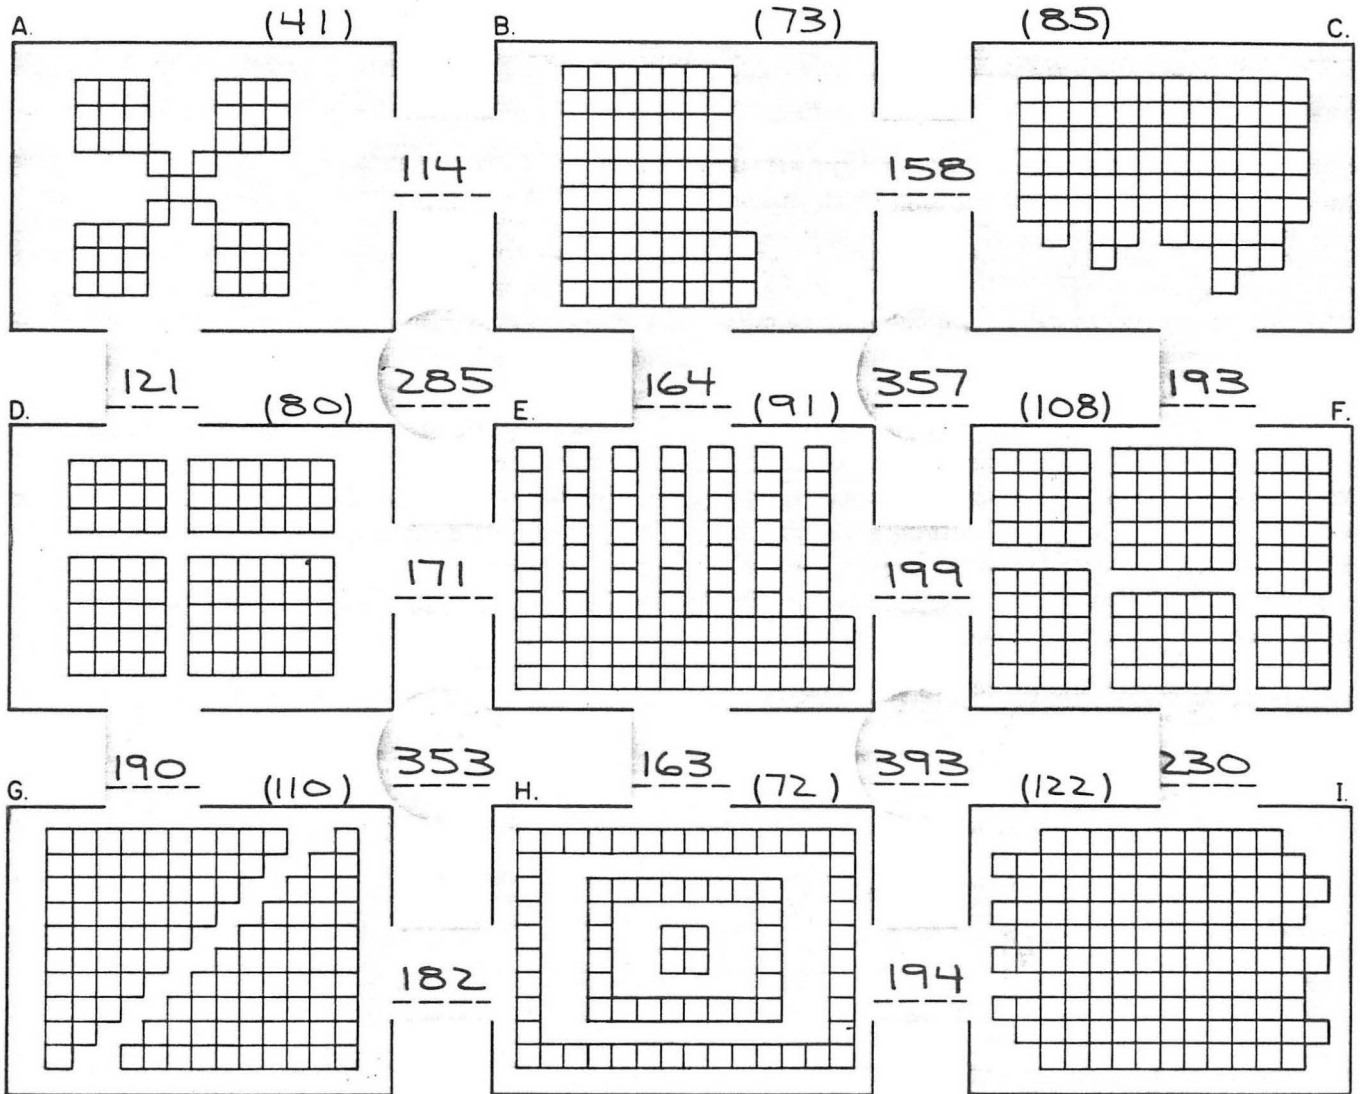 A. (41) B. (73) (85) C.
114 158
121 285 164 357 193
D. (80) E. (91) (108) F.
171 199
190 353 163 393 230
G. (110) H. (72) (122) I.
182 194